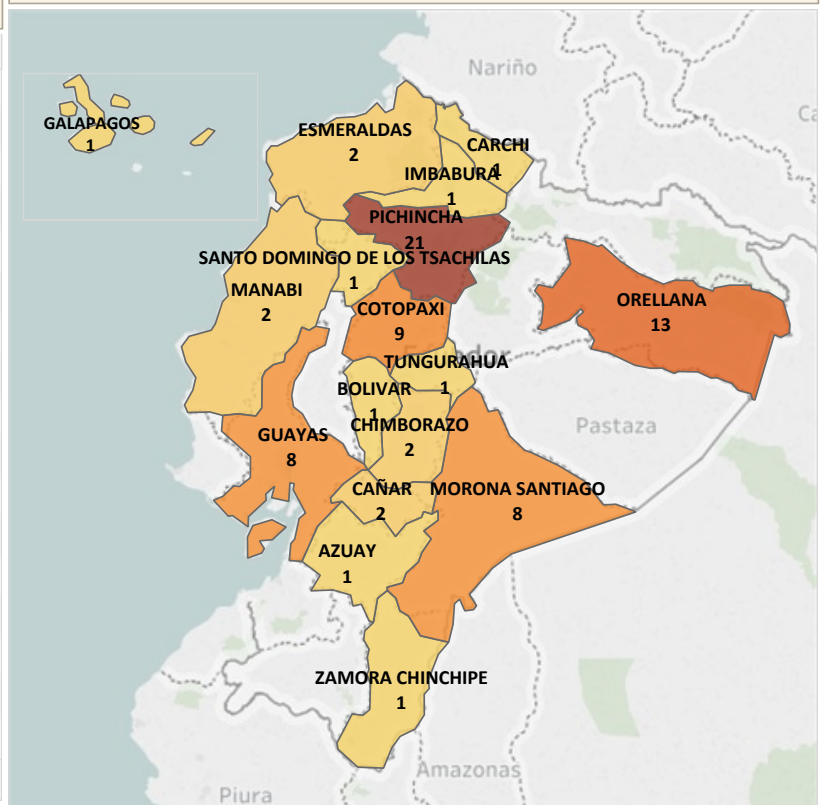 Nariño
GALAPAGOS
1
ESMERALDAS
2
CARCHI
1
IMBABURA
1
PICHINCHA
21
SANTO DOMINGO DE LOS TSACHILAS
1
MANABI
2
COTOPAXI
9
ORELLANA
13
TUNGURAHUA
1
BOLIVAR
1
CHIMBORAZO
2
Pastaza
GUAYAS
8
CAÑAR
2
MORONA SANTIAGO
8
AZUAY
1
ZAMORA CHINCHIPE
1
Amazonas
Piura